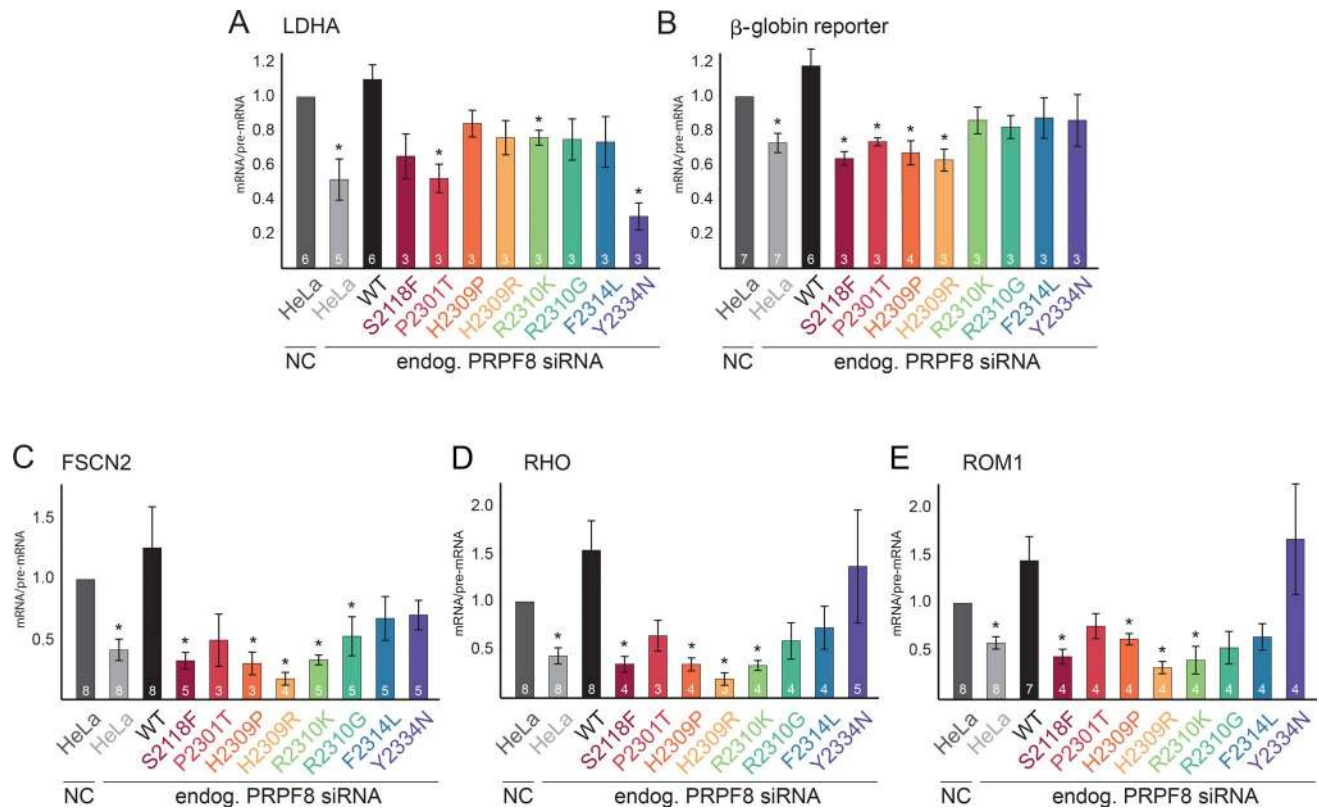 A LDHA
mRNA/pre-mRNA
1.2
1.0
0.8
0.6
0.4
0.2
* * * *
6 5 6 3 3 3 3 3 3 3 3
HeLa HeLa WT S2118F P2301T H2309P H2309R R2310K R2310G F2314L Y2334N
NC endog. PRPF8 siRNA
B β-globin reporter
mRNA/pre-mRNA
1.2
1.0
0.8
0.6
0.4
0.2
* * * * *
7 7 6 3 3 4 3 3 3 3 3
HeLa HeLa WT S2118F P2301T H2309P H2309R R2310K R2310G F2314L Y2334N
NC endog. PRPF8 siRNA
C FSCN2
mRNA/pre-mRNA
1.5
1.0
0.5
* * * * * *
8 8 8 5 3 3 4 5 5 5 5
HeLa HeLa WT S2118F P2301T H2309P H2309R R2310K R2310G F2314L Y2334N
NC endog. PRPF8 siRNA
D RHO
mRNA/pre-mRNA
2.0
1.5
1.0
0.5
* * * * *
8 8 8 4 3 4 3 4 4 4 5
HeLa HeLa WT S2118F P2301T H2309P H2309R R2310K R2310G F2314L Y2334N
NC endog. PRPF8 siRNA
E ROM1
mRNA/pre-mRNA
2.0
1.5
1.0
0.5
* * * * *
8 8 7 4 4 4 4 4 4 4 4
HeLa HeLa WT S2118F P2301T H2309P H2309R R2310K R2310G F2314L Y2334N
NC endog. PRPF8 siRNA